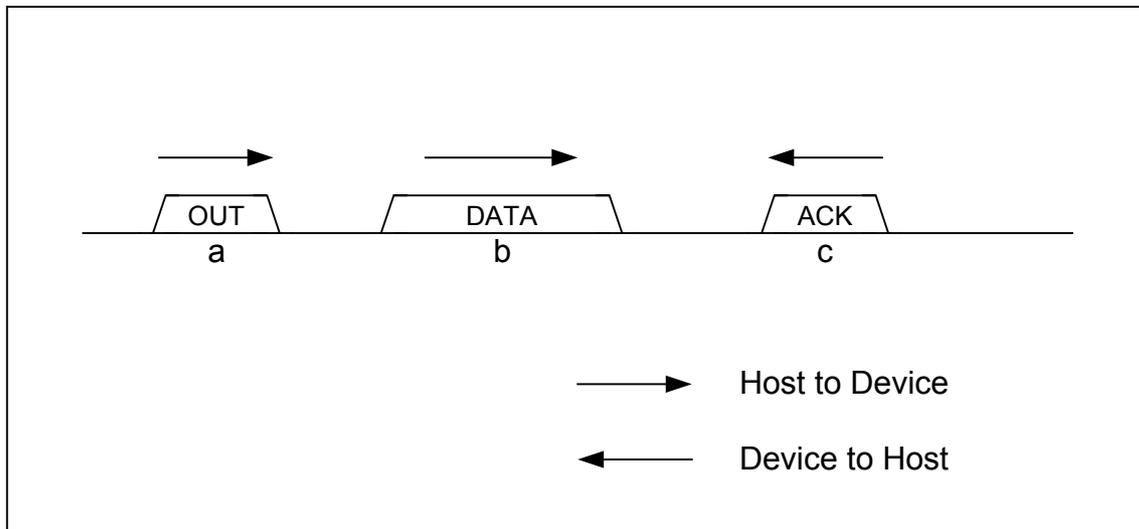 OUT DATA ACK
a b c
Host to Device
Device to Host